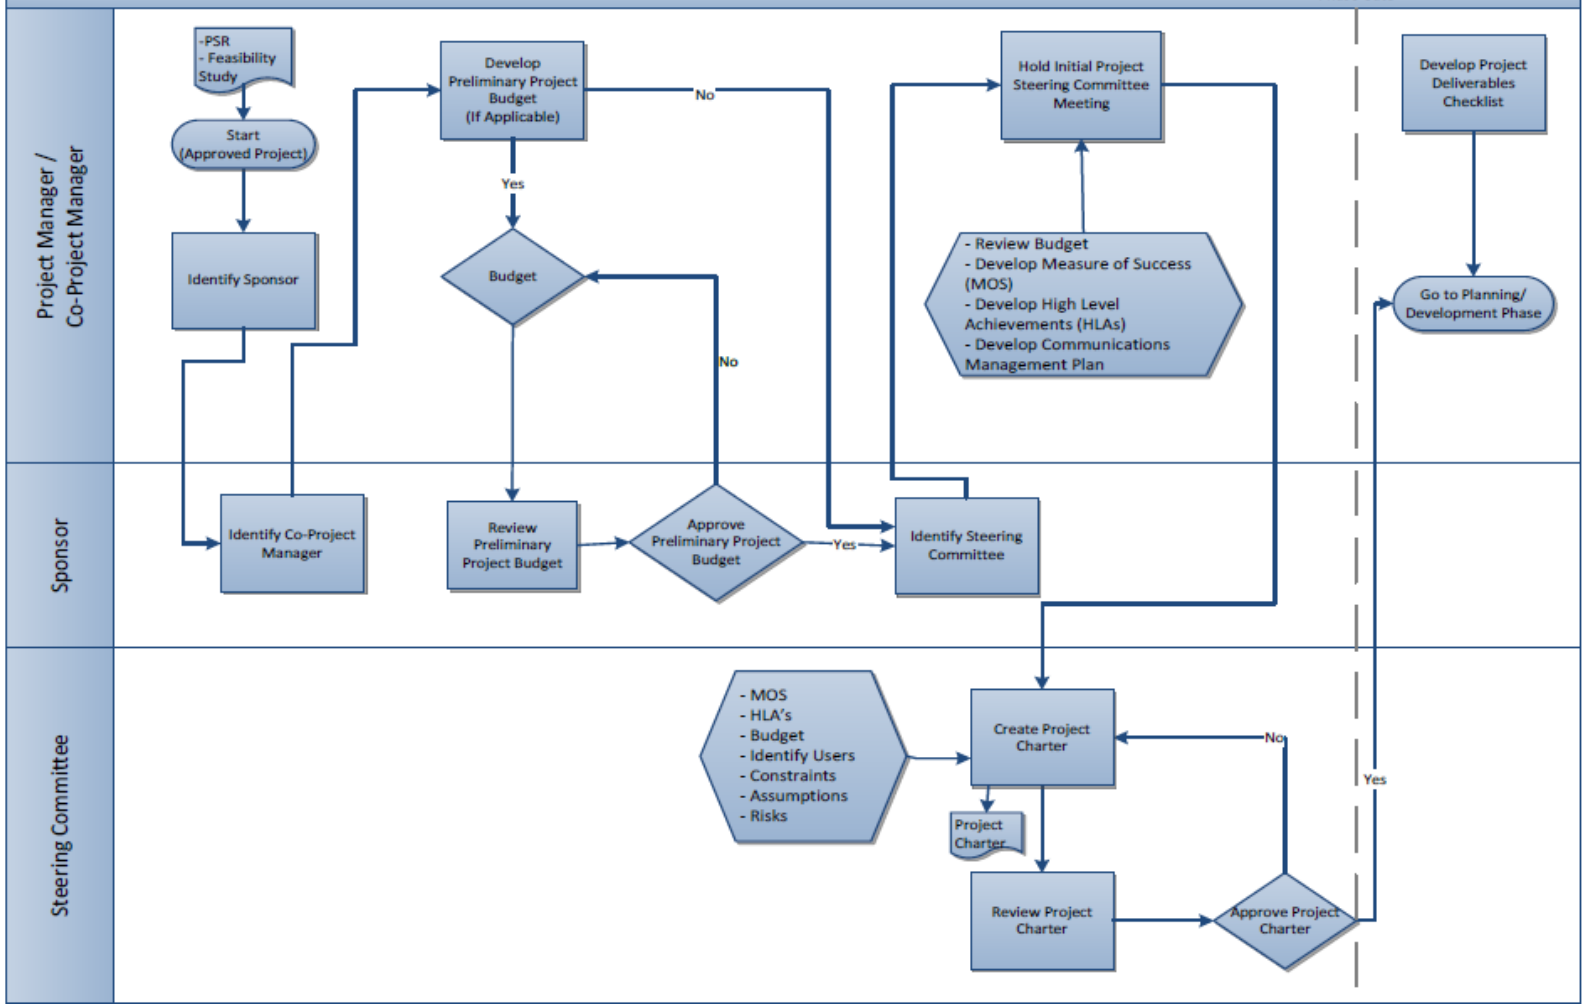 Project Manager /
Co-Project Manager
-PSR
- Feasibility
Study
Start
(Approved Project)
Identify Sponsor
Develop
Preliminary Project
Budget
(If Applicable)
No
Yes
Budget
No
Hold Initial Project
Steering Committee
Meeting
- Review Budget
- Develop Measure of Success
(MOS)
- Develop High Level
Achievements (HLAs)
- Develop Communications
Management Plan
Develop Project
Deliverables
Checklist
Go to Planning/
Development Phase
Sponsor
Identify Co-Project
Manager
Review
Preliminary
Project Budget
Approve
Preliminary Project
Budget
Yes
Identify Steering
Committee
Steering Committee
- MOS
- HLA's
- Budget
- Identify Users
- Constraints
- Assumptions
- Risks
Create Project
Charter
Project
Charter
No
Yes
Review Project
Charter
Approve Project
Charter